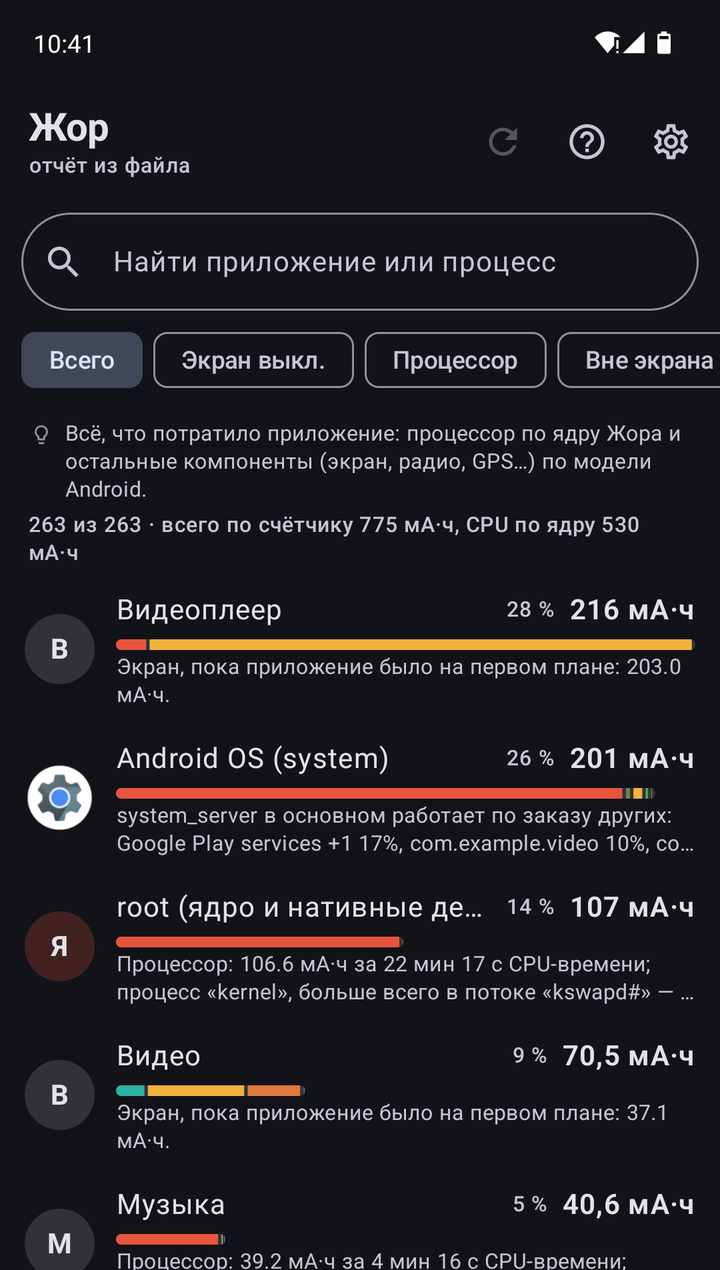 10:41
Жор
отчёт из файла
Найти приложение или процесс
Всего
Экран выкл.
Процессор
Вне экрана
Всё, что потратило приложение: процессор по ядру Жора и
остальные компоненты (экран, радио, GPS…) по модели
Android.
263 из 263 · всего по счётчику 775 мА·ч, CPU по ядру 530
мА·ч
В
Видеоплеер 28 % 216 мА·ч
Экран, пока приложение было на первом плане: 203.0
мА·ч.
Android OS (system) 26 % 201 мА·ч
system_server в основном работает по заказу других:
Google Play services +1 17%, com.example.video 10%, co…
Я
root (ядро и нативные де… 14 % 107 мА·ч
Процессор: 106.6 мА·ч за 22 мин 17 с CPU-времени;
процесс «kernel», больше всего в потоке «kswapd#» — …
В
Видео 9 % 70,5 мА·ч
Экран, пока приложение было на первом плане: 37.1
мА·ч.
М
Музыка 5 % 40,6 мА·ч
Процессор: 39.2 мА·ч за 4 мин 16 с CPU-времени;